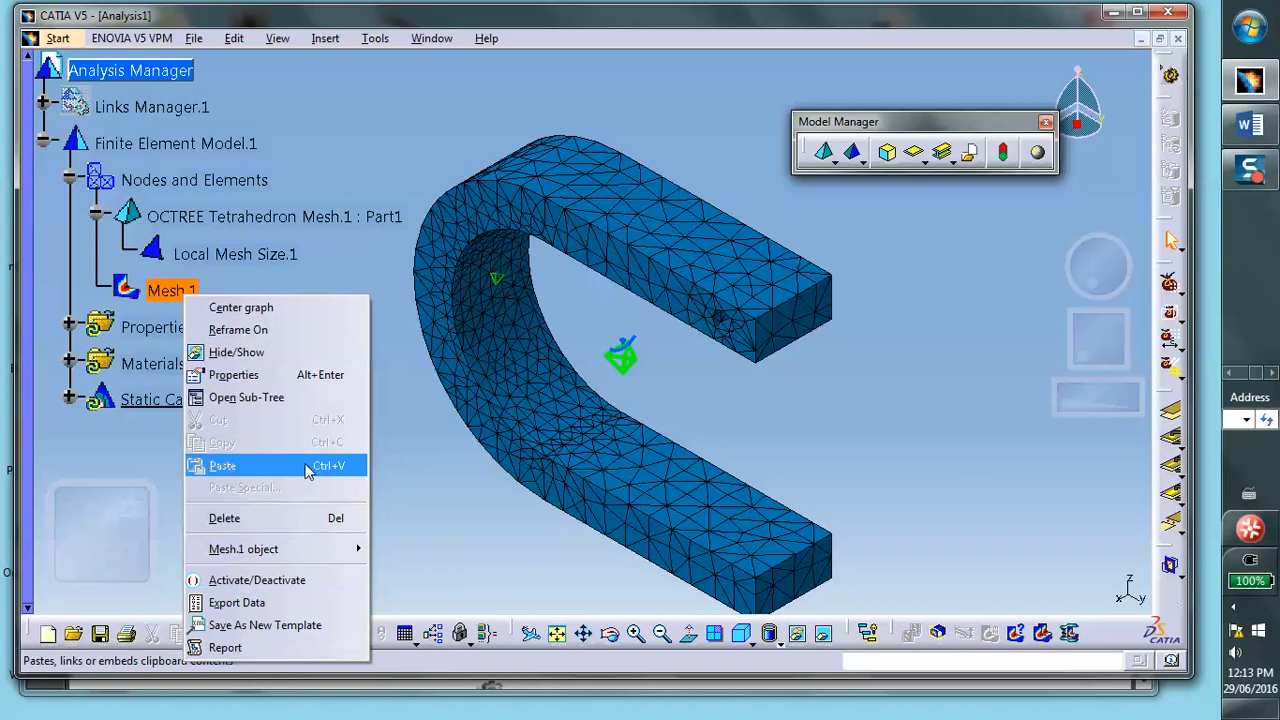 CATIA V5 - [Analysis1]
Start ENOVIA V5 VPM File Edit View Insert Tools Window Help
Analysis Manager
Links Manager.1
Finite Element Model.1
Nodes and Elements
OCTREE Tetrahedron Mesh.1 : Part1
Local Mesh Size.1
Mesh.1
Center graph
Reframe On
Hide/Show
Properties Alt+Enter
Open Sub-Tree
Cut Ctrl+X
Copy Ctrl+C
Paste Ctrl+V
Paste Special...
Delete Del
Mesh.1 object
Activate/Deactivate
Export Data
Save As New Template
Report
Model Manager
z
x y
DASSAULT
Pastes, links or embeds clipboard contents
Address
100%
12:13 PM
29/06/2016